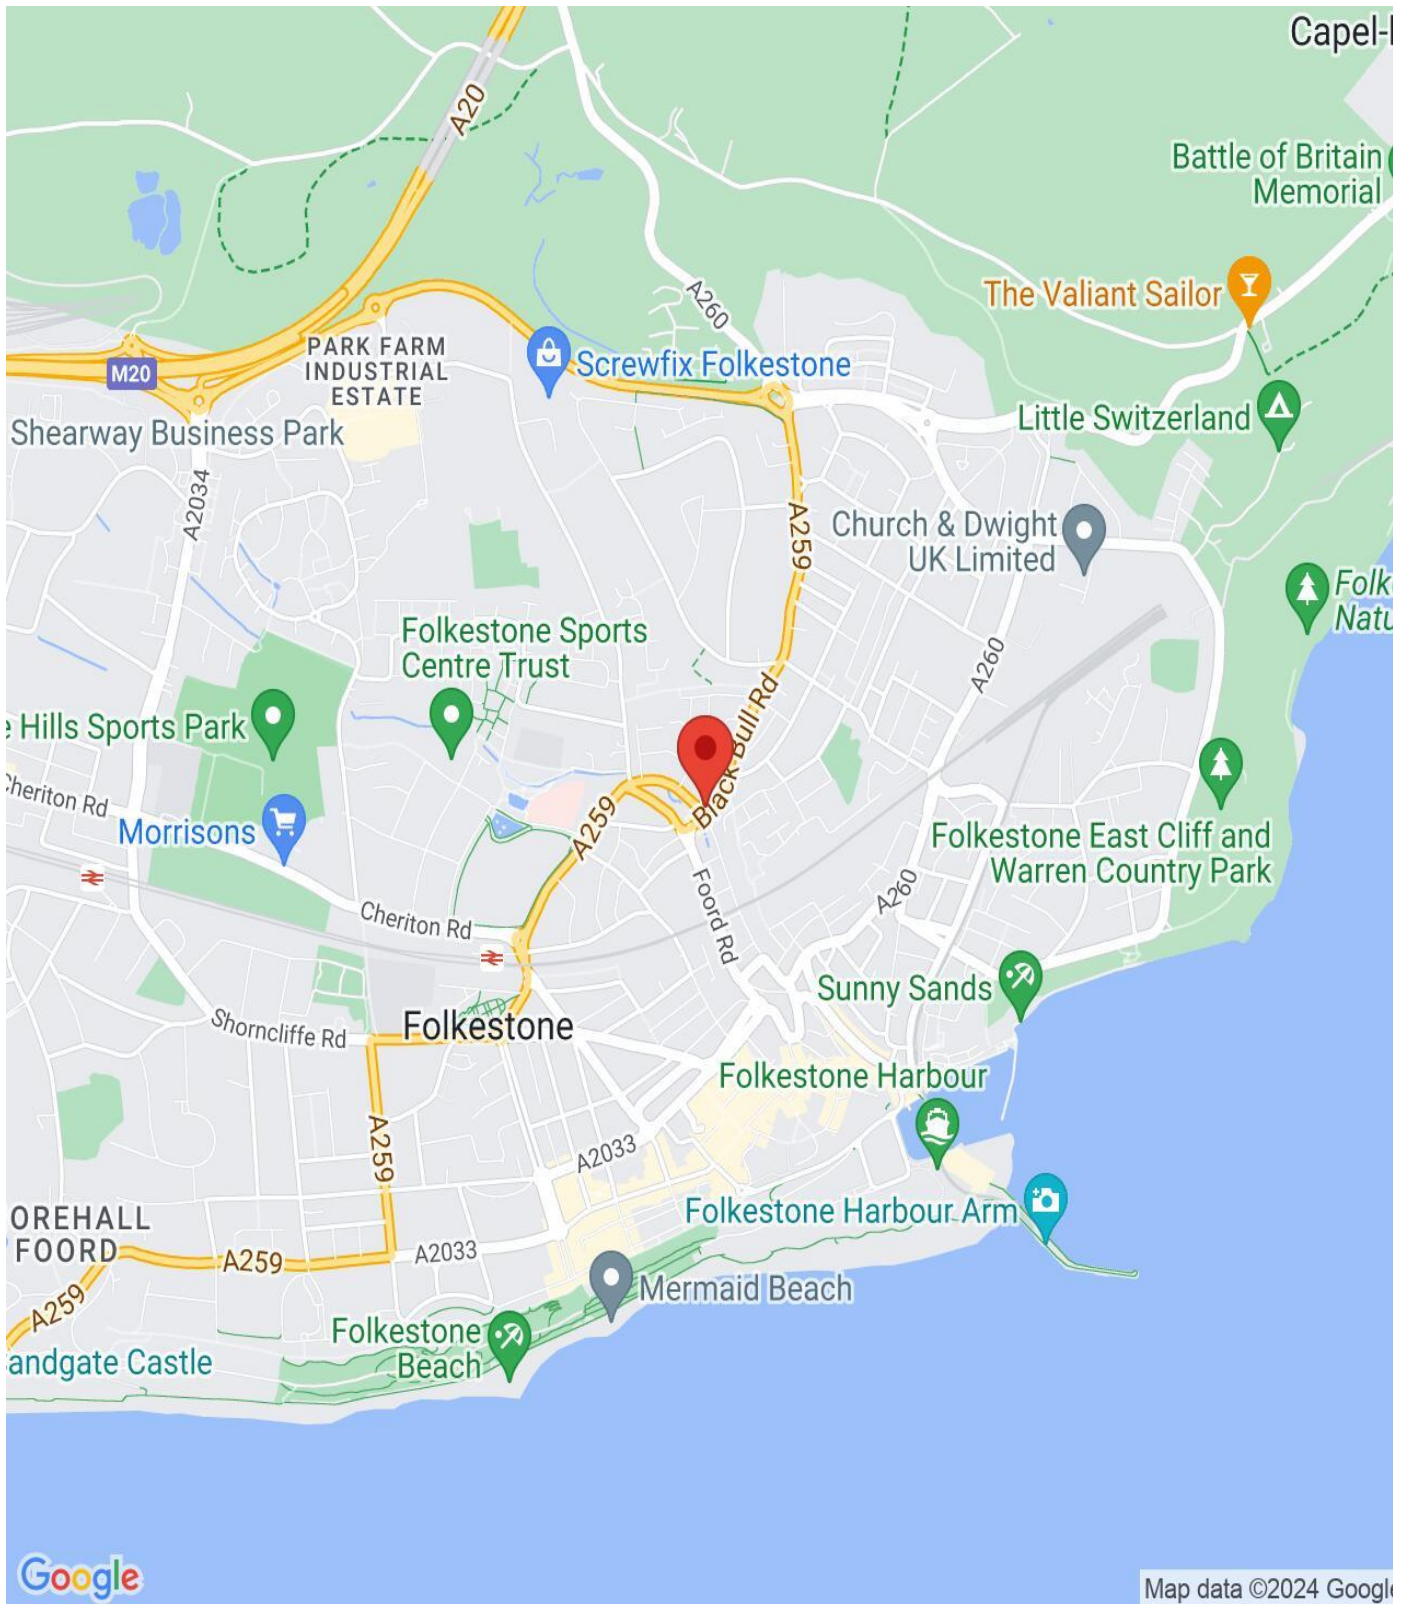 Capel-l
A20
Battle of Britain
Memorial
The Valiant Sailor
A260
PARK FARM
INDUSTRIAL
ESTATE
Screwfix Folkestone
M20
Little Switzerland
Shearway Business Park
A2034
A259
Church & Dwight
UK Limited
Folk
Natu
Folkestone Sports
Centre Trust
A260
e Hills Sports Park
Black Bull Rd
Cheriton Rd
Morrisons
A259
Folkestone East Cliff and
Warren Country Park
Foord Rd
A260
Cheriton Rd
Sunny Sands
Shorncliffe Rd
Folkestone
Folkestone Harbour
A259
A2033
OREHALL
FOORD
Folkestone Harbour Arm
A259
A2033
A259
Mermaid Beach
Folkestone
Beach
andgate Castle
Google
Map data ©2024 Google